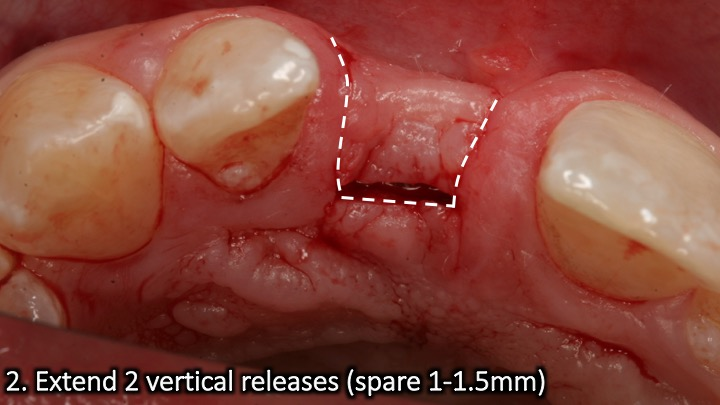 2. Extend 2 vertical releases (spare 1-1.5mm)